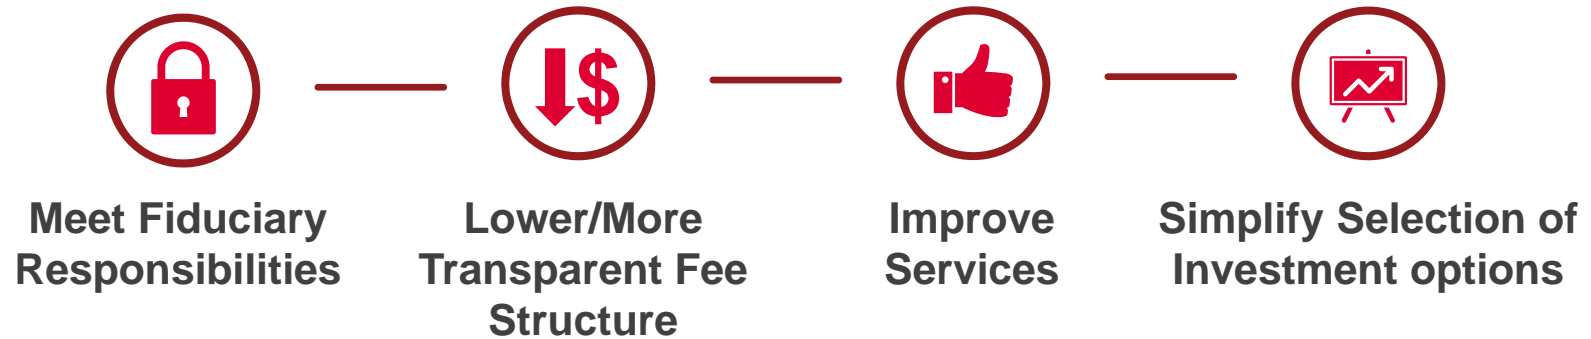 Meet Fiduciary
Responsibilities
$
Lower/More
Transparent Fee
Structure
Improve
Services
Simplify Selection of
Investment options